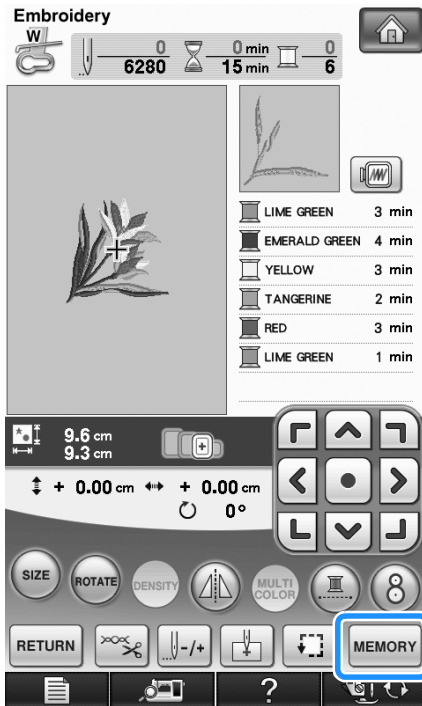 Embroidery
W
0 0 min 0
6280 15 min 6
LIME GREEN 3 min
EMERALD GREEN 4 min
YELLOW 3 min
TANGERINE 2 min
RED 3 min
LIME GREEN 1 min
9.6 cm
9.3 cm
+ 0.00 cm + 0.00 cm
0°
SIZE ROTATE DENSITY MULTI COLOR 8
RETURN -/+ MEMORY
?